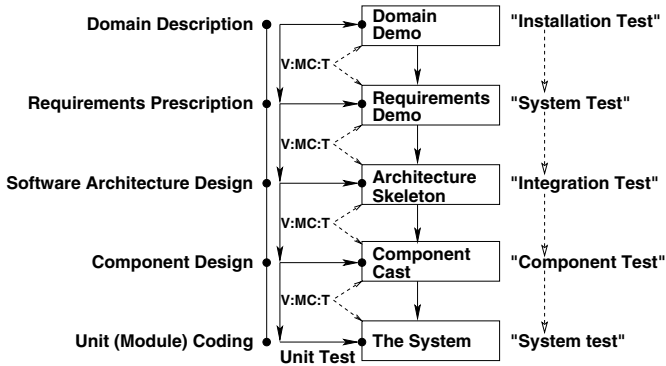 Domain Description
Domain
Demo
"Installation Test"
V:MC:T
Requirements Prescription
Requirements
Demo
"System Test"
V:MC:T
Software Architecture Design
Architecture
Skeleton
"Integration Test"
V:MC:T
Component Design
Component
Cast
"Component Test"
V:MC:T
Unit (Module) Coding
The System
"System test"
Unit Test